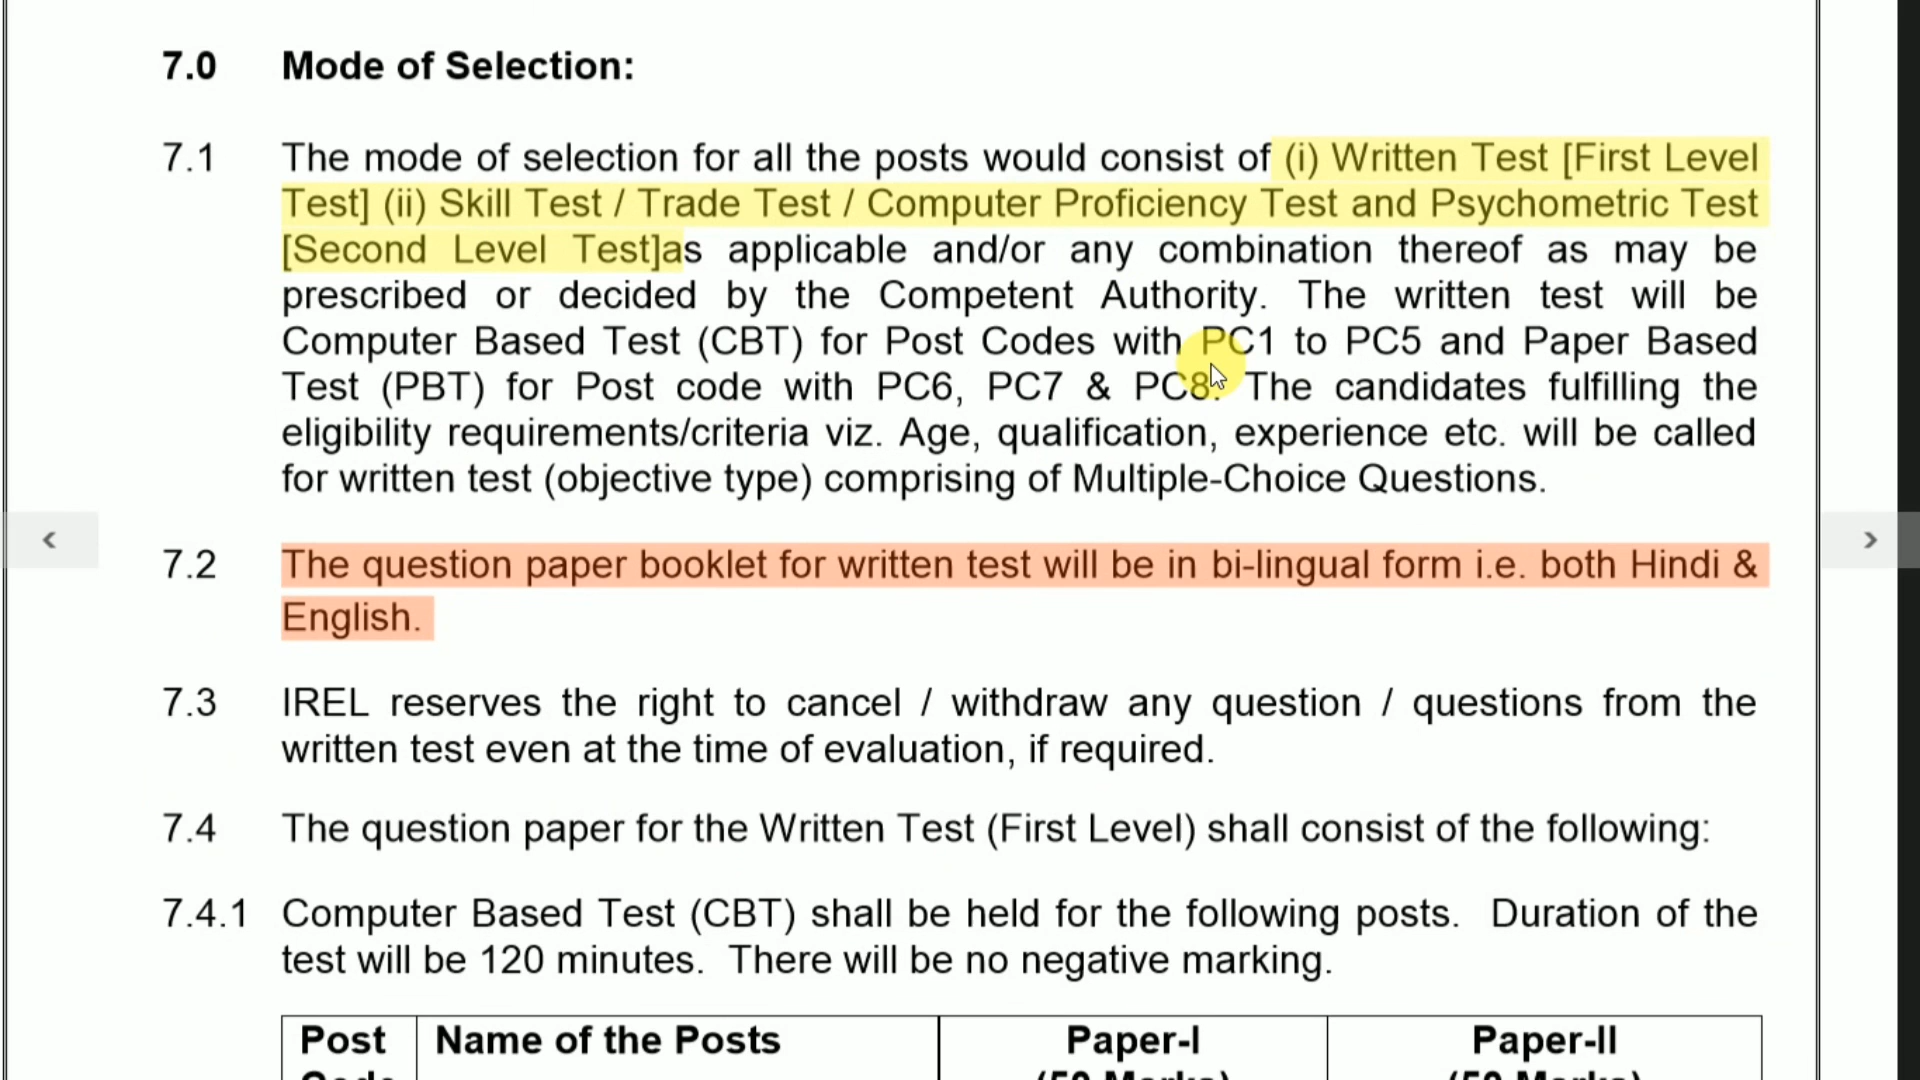 7.0 Mode of Selection:
7.1 The mode of selection for all the posts would consist of (i) Written Test [First Level
Test] (ii) Skill Test / Trade Test / Computer Proficiency Test and Psychometric Test
[Second Level Test]as applicable and/or any combination thereof as may be
prescribed or decided by the Competent Authority. The written test will be
Computer Based Test (CBT) for Post Codes with PC1 to PC5 and Paper Based
Test (PBT) for Post code with PC6, PC7 & PC8. The candidates fulfilling the
eligibility requirements/criteria viz. Age, qualification, experience etc. will be called
for written test (objective type) comprising of Multiple-Choice Questions.
7.2 The question paper booklet for written test will be in bi-lingual form i.e. both Hindi &
English.
7.3 IREL reserves the right to cancel / withdraw any question / questions from the
written test even at the time of evaluation, if required.
7.4 The question paper for the Written Test (First Level) shall consist of the following:
7.4.1 Computer Based Test (CBT) shall be held for the following posts. Duration of the
test will be 120 minutes. There will be no negative marking.
Post Name of the Posts Paper-I Paper-II
Code (50 Marks) (50 Marks)